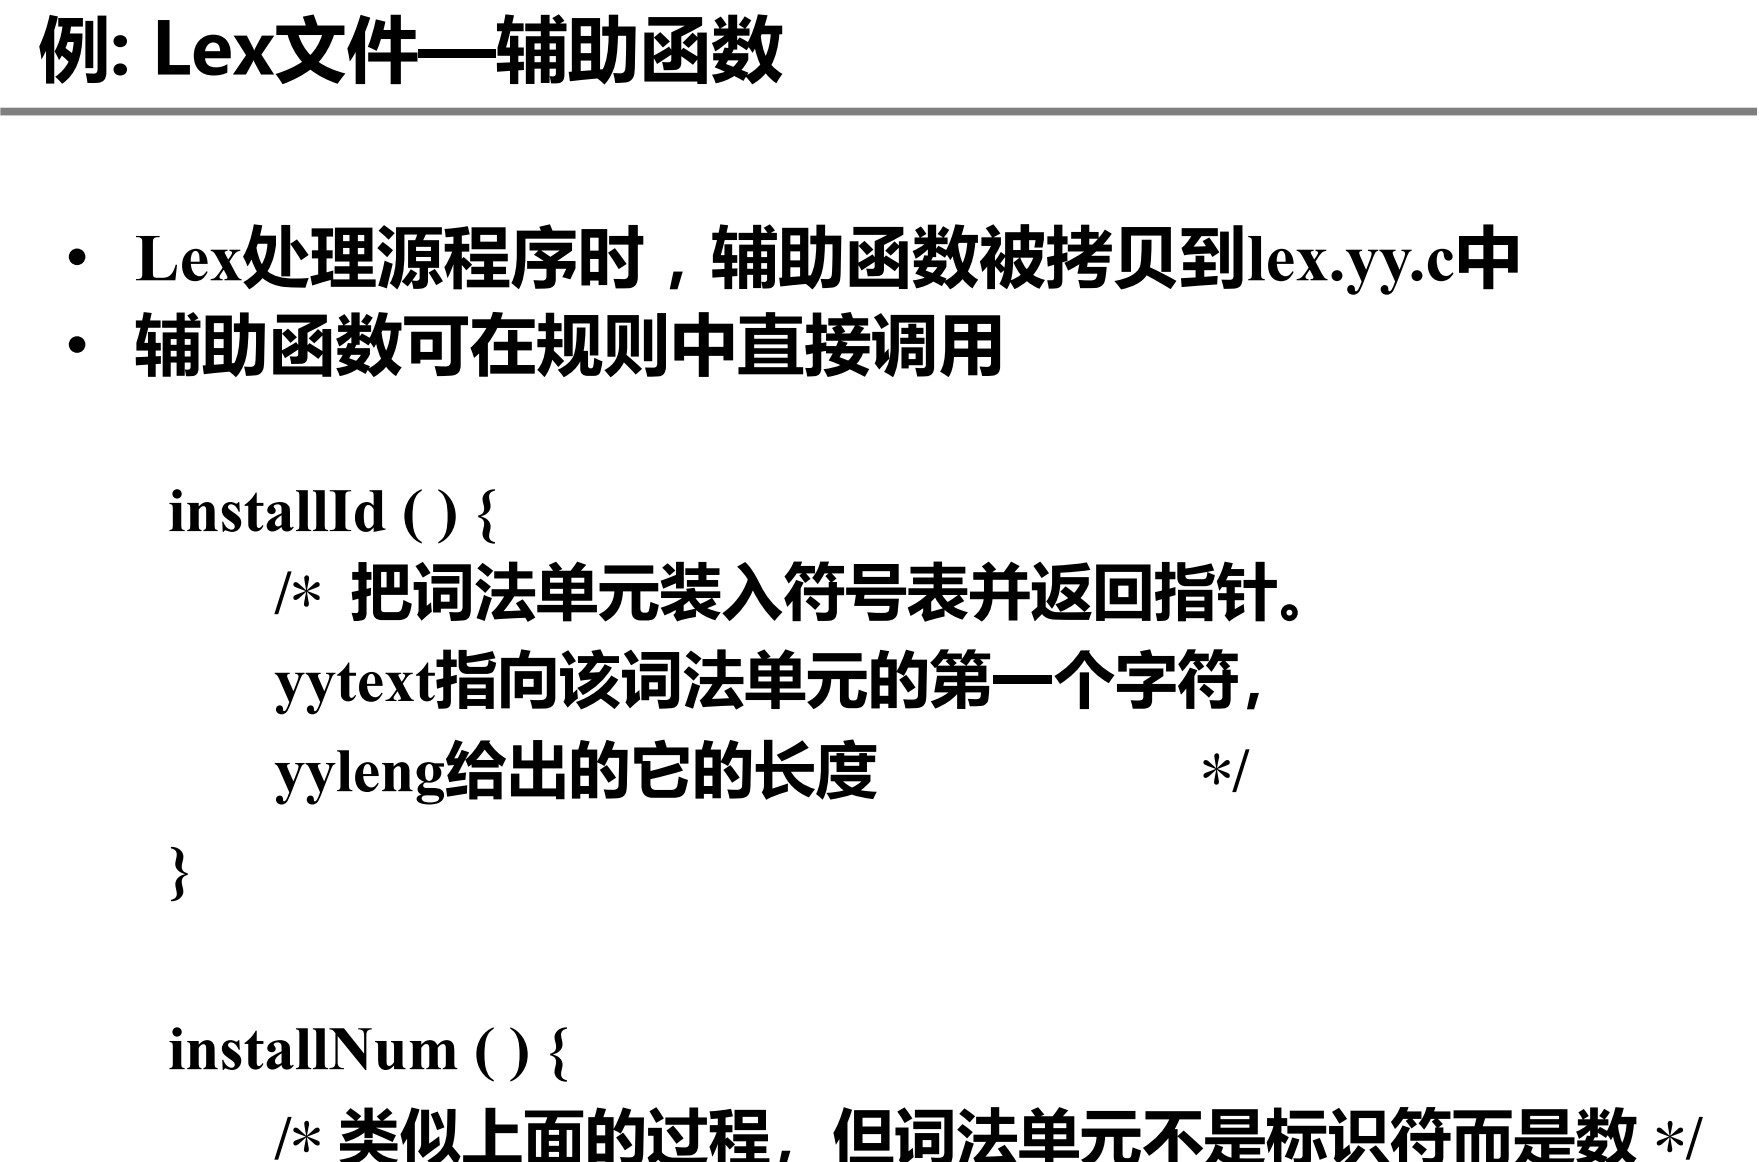 例: Lex文件—辅助函数
• Lex处理源程序时，辅助函数被拷贝到lex.yy.c中
• 辅助函数可在规则中直接调用
installId ( ) {
/* 把词法单元装入符号表并返回指针。
yytext指向该词法单元的第一个字符，
yyleng给出的它的长度 */
}
installNum ( ) {
/* 类似上面的过程，但词法单元不是标识符而是数 */